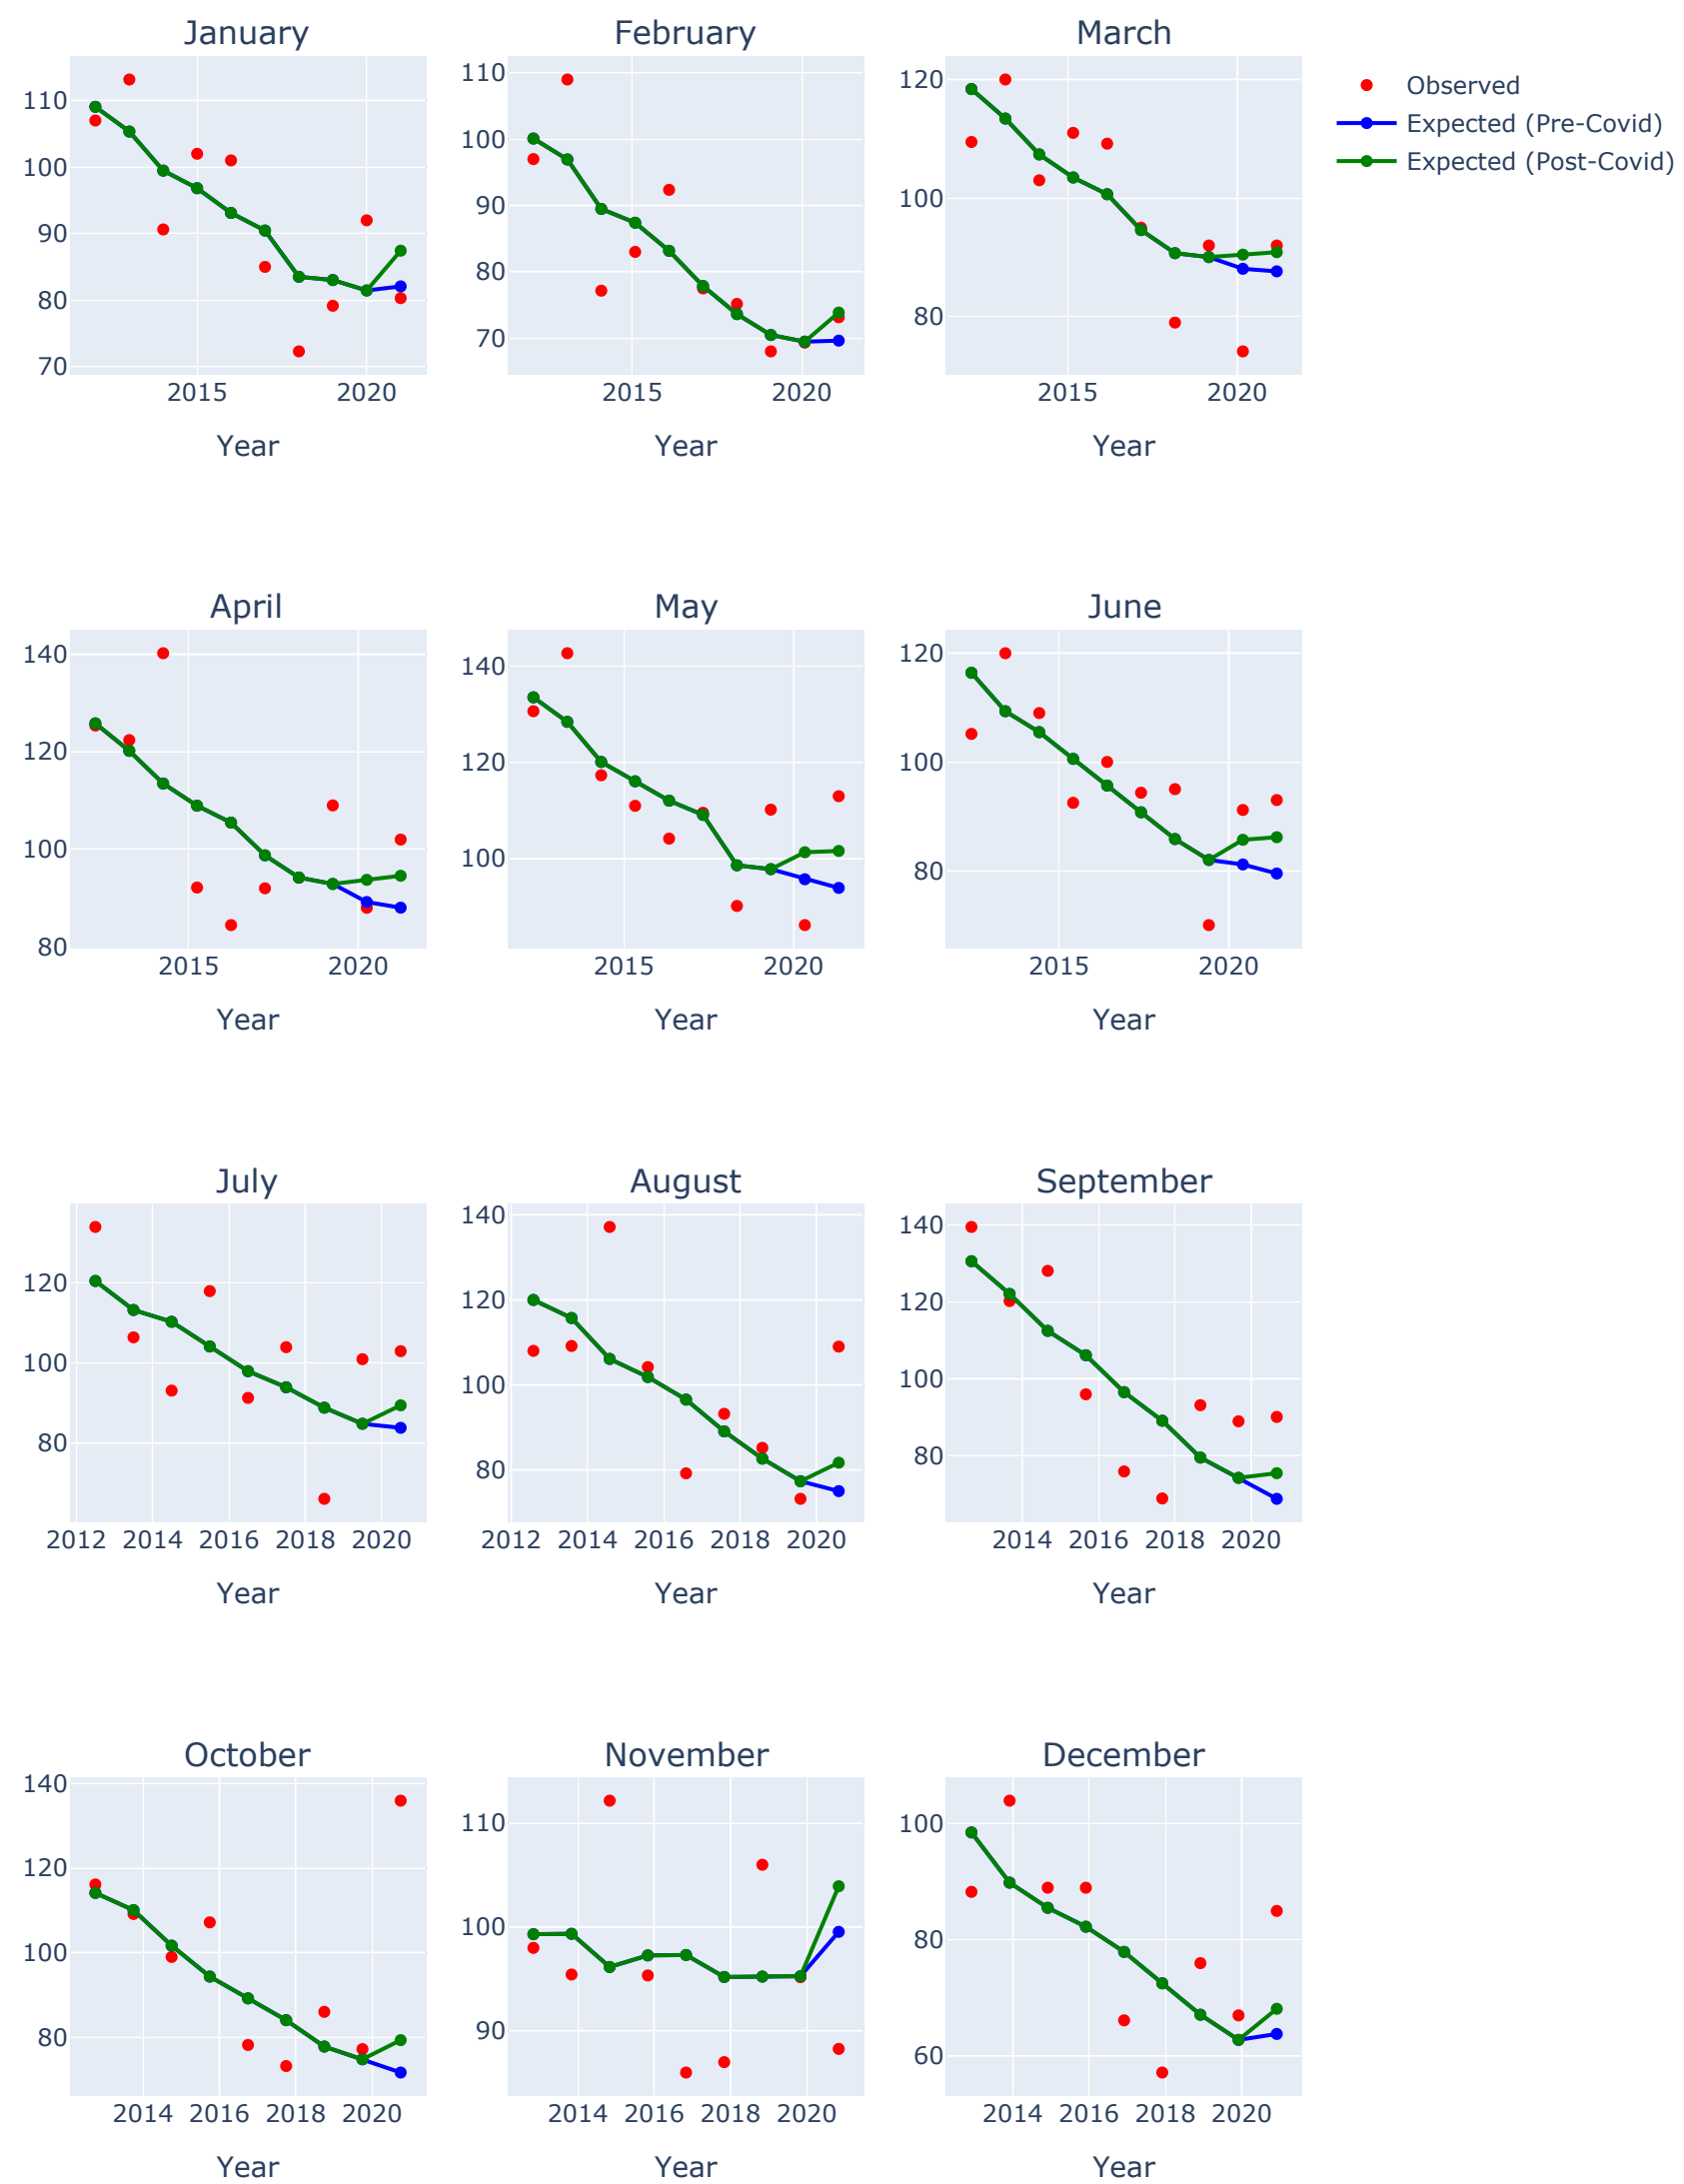 January February March
110
100
90
80
70
2015 2020
Year
110
100
90
80
70
2015 2020
Year
120
100
80
2015 2020
Year
Observed
Expected (Pre-Covid)
Expected (Post-Covid)
April May June
140
120
100
80
2015 2020
Year
140
120
100
2015 2020
Year
120
100
80
2015 2020
Year
July August September
120
100
80
2012 2014 2016 2018 2020
Year
140
120
100
80
2012 2014 2016 2018 2020
Year
140
120
100
80
2014 2016 2018 2020
Year
October November December
140
120
100
80
2014 2016 2018 2020
Year
110
100
90
2014 2016 2018 2020
Year
100
80
60
2014 2016 2018 2020
Year